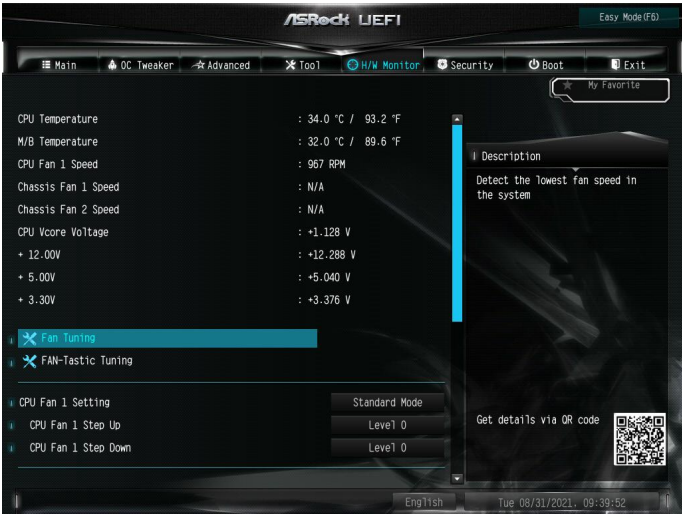 ASRock UEFI
Easy Mode(F6)
Main OC Tweaker Advanced Tool H/W Monitor Security Boot Exit
My Favorite
CPU Temperature : 34.0 °C / 93.2 °F
M/B Temperature : 32.0 °C / 89.6 °F
CPU Fan 1 Speed : 967 RPM
Chassis Fan 1 Speed : N/A
Chassis Fan 2 Speed : N/A
CPU Vcore Voltage : +1.128 V
+ 12.00V : +12.288 V
+ 5.00V : +5.040 V
+ 3.30V : +3.376 V
Fan Tuning
FAN-Tastic Tuning
CPU Fan 1 Setting Standard Mode
CPU Fan 1 Step Up Level 0
CPU Fan 1 Step Down Level 0
Description
Detect the lowest fan speed in
the system
Get details via QR code
English
Tue 08/31/2021. 09:39:52